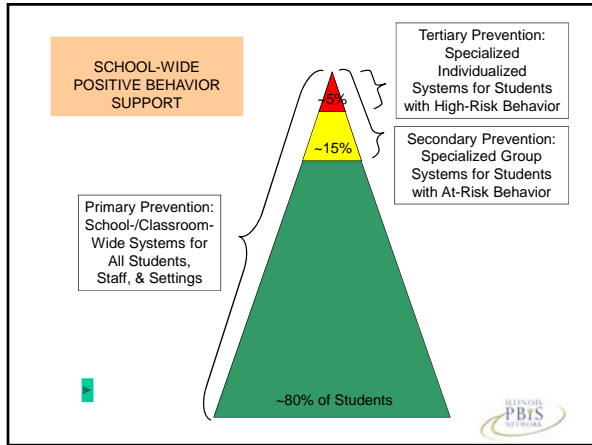 SCHOOL-WIDE
POSITIVE BEHAVIOR
SUPPORT
Tertiary Prevention:
Specialized
Individualized
Systems for Students
with High-Risk Behavior
~5%
~15%
Secondary Prevention:
Specialized Group
Systems for Students
with At-Risk Behavior
Primary Prevention:
School-/Classroom-
Wide Systems for
All Students,
Staff, & Settings
~80% of Students
ILLINOIS
PBIS
NETWORK